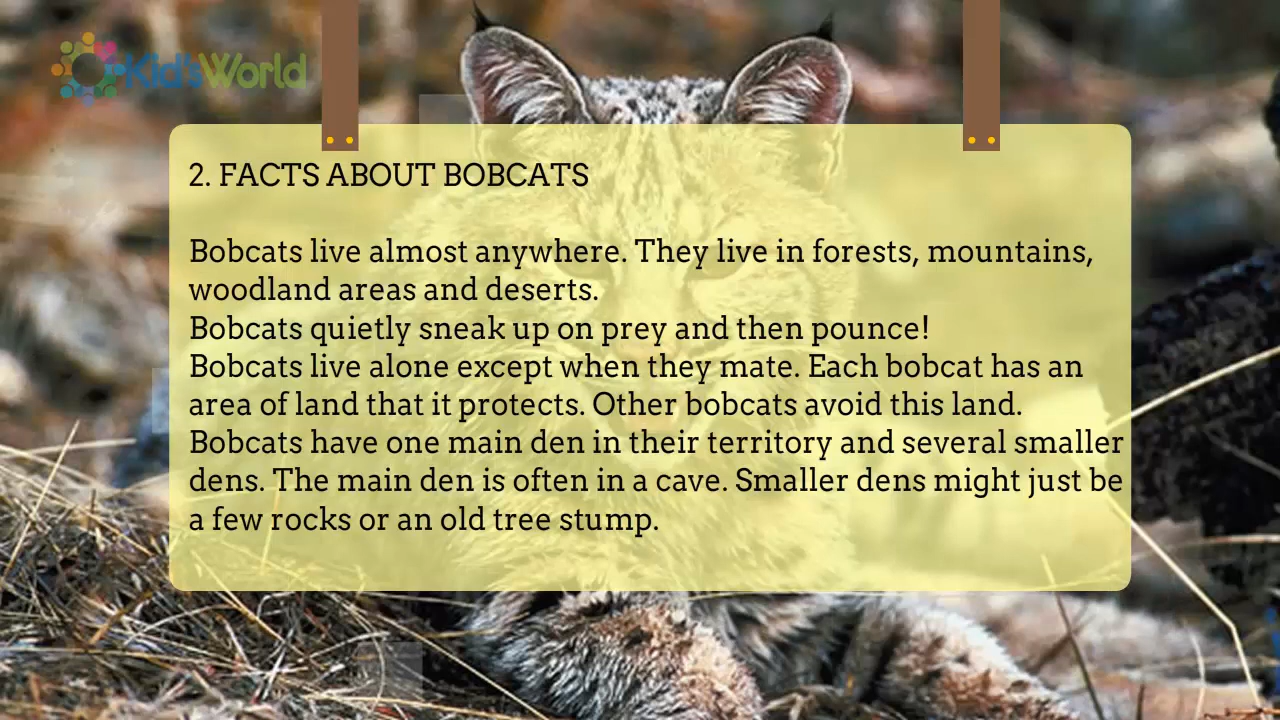 Kid'sWorld
2. FACTS ABOUT BOBCATS
Bobcats live almost anywhere. They live in forests, mountains,
woodland areas and deserts.
Bobcats quietly sneak up on prey and then pounce!
Bobcats live alone except when they mate. Each bobcat has an
area of land that it protects. Other bobcats avoid this land.
Bobcats have one main den in their territory and several smaller
dens. The main den is often in a cave. Smaller dens might just be
a few rocks or an old tree stump.